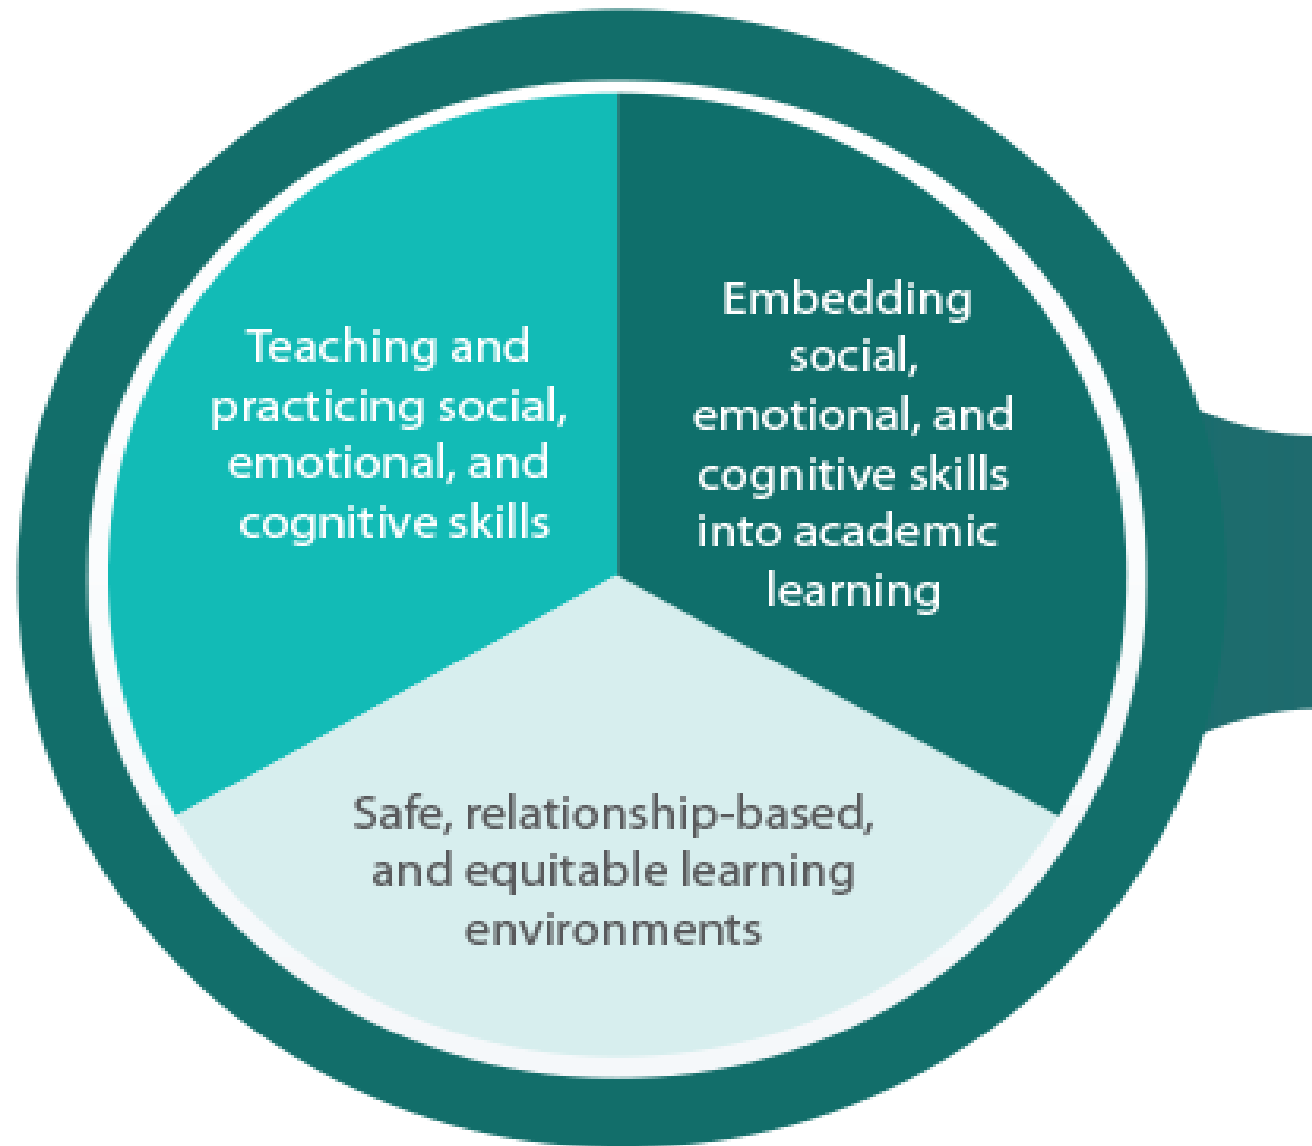 Teaching and
practicing social,
emotional, and
cognitive skills
Embedding
social,
emotional, and
cognitive skills
into academic
learning
Safe, relationship-based,
and equitable learning
environments